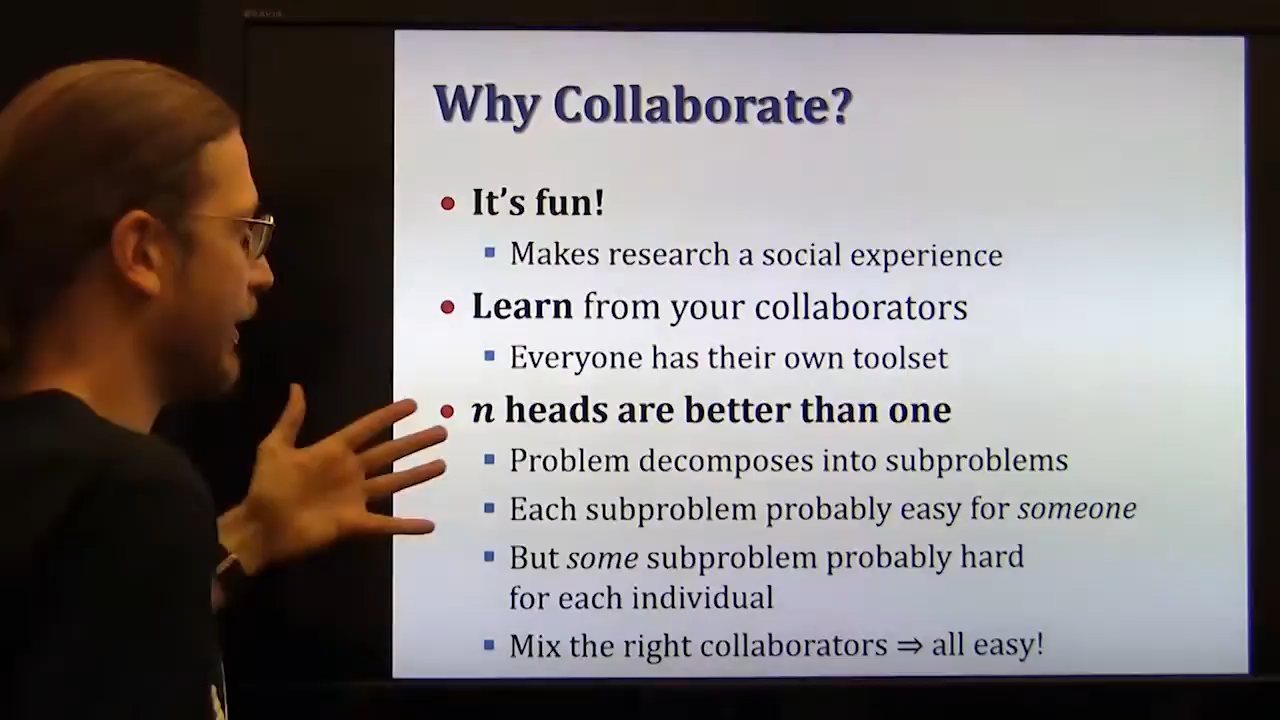 Why Collaborate?
• It's fun!
▪ Makes research a social experience
• Learn from your collaborators
▪ Everyone has their own toolset
• n heads are better than one
▪ Problem decomposes into subproblems
▪ Each subproblem probably easy for someone
▪ But some subproblem probably hard
for each individual
▪ Mix the right collaborators ⇒ all easy!